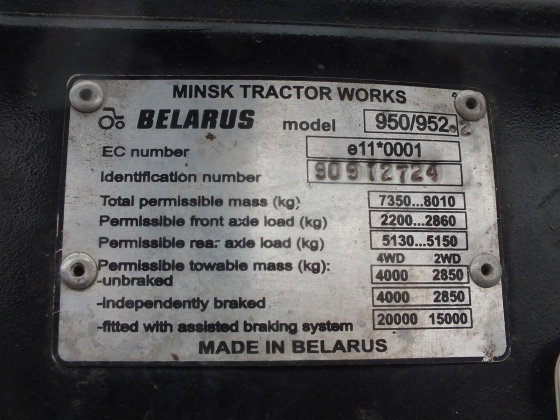 MINSK TRACTOR WORKS
BELARUS model 950/952.2
EC number e11*0001
Identification number 90912724
Total permissible mass (kg) 7350...8010
Permissible front axle load (kg) 2200...2860
Permissible rear axle load (kg) 5130...5150
4WD 2WD
Permissible towable mass (kg):
-unbraked 4000 2850
-independently braked 4000 2850
-fitted with assisted braking system 20000 15000
MADE IN BELARUS